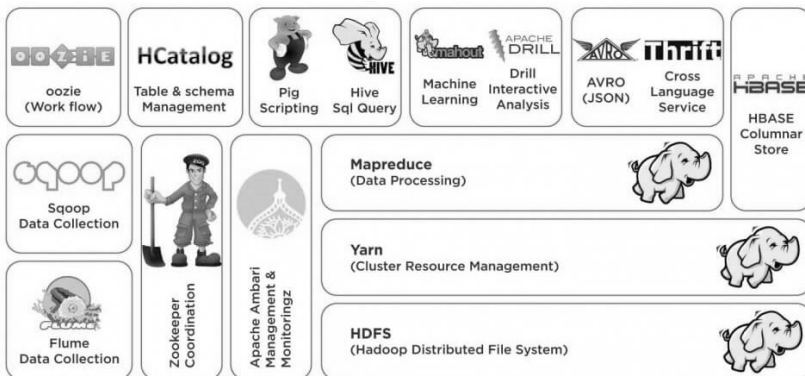 OOZIE
oozie
(Work flow)
HCatalog
Table & schema
Management
Pig
Scripting
HIVE
Hive
Sql Query
mahout
Machine
Learning
APACHE
DRILL
Drill
Interactive
Analysis
AVRO
AVRO
(JSON)
Thrift
Cross
Language
Service
APACHE
HBASE
HBASE
Columnar
Store
sqoop
Sqoop
Data Collection
FLUME
Flume
Data Collection
Zookeeper
Coordination
Apache Ambari
Management &
Monitoringz
Mapreduce
(Data Processing)
Yarn
(Cluster Resource Management)
HDFS
(Hadoop Distributed File System)